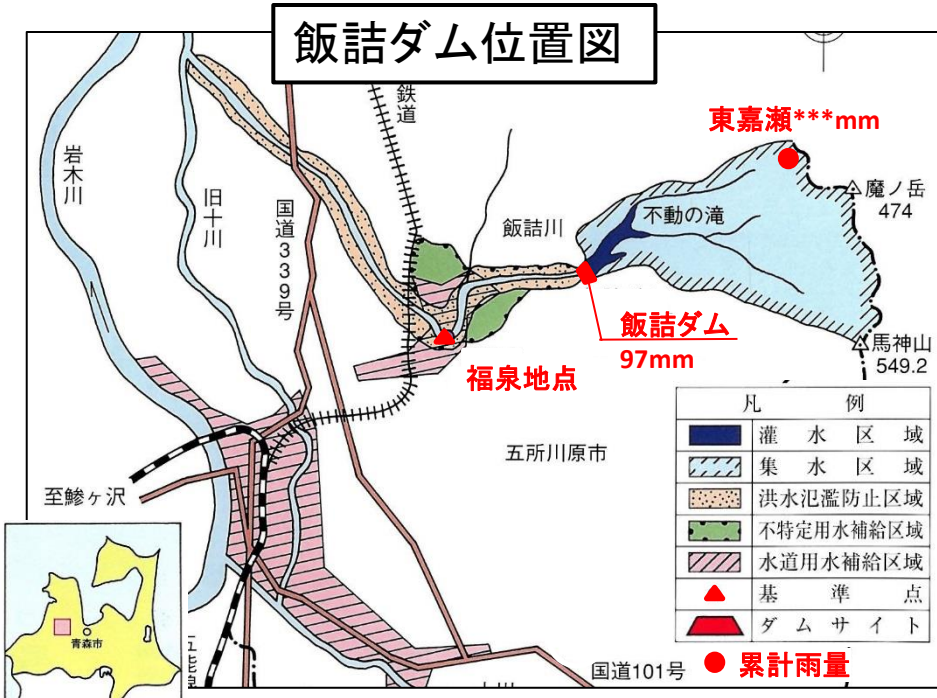 飯詰ダム位置図
鉄道
東嘉瀬***mm
岩木川
旧十川
国道339号
飯詰川
不動の滝
魔ノ岳
474
飯詰ダム
97mm
福泉地点
馬神山
549.2
五所川原市
至鰺ヶ沢
凡例
灌水区域
集水区域
洪水氾濫防止区域
不特定用水補給区域
水道用水補給区域
基準点
ダムサイト
累計雨量
青森市
国道101号